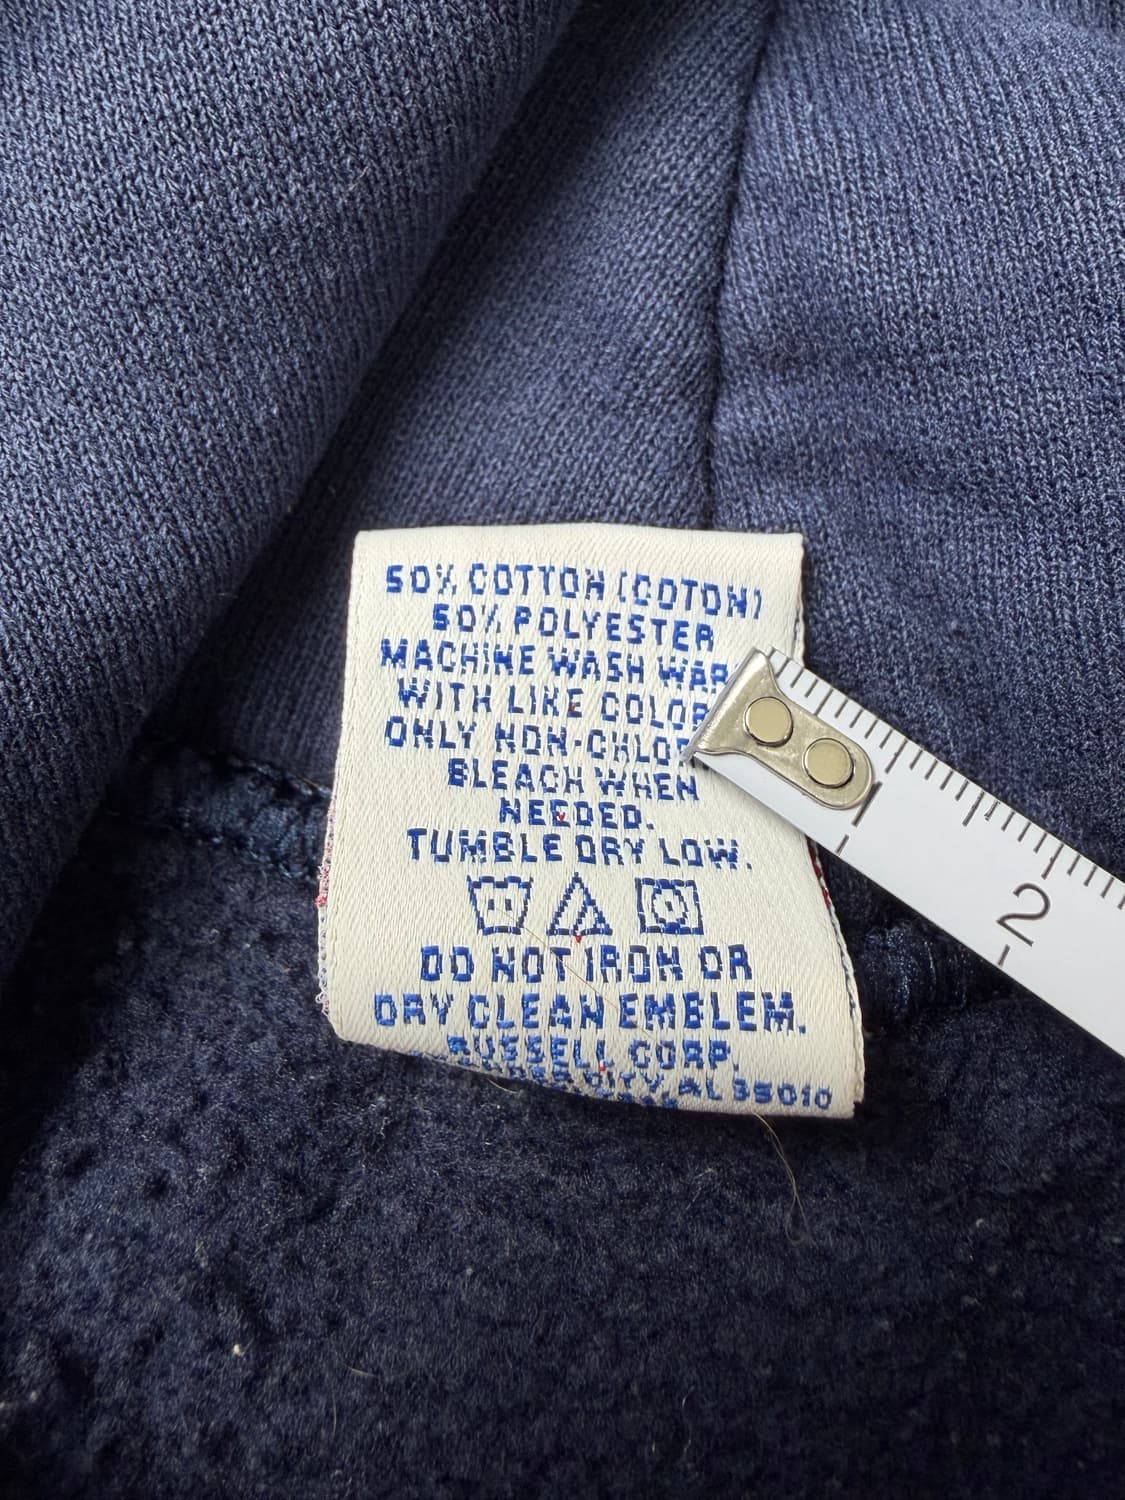 50% COTTON (COTON)
50% POLYESTER
MACHINE WASH
WITH LIKE
ONLY
BLEACH WHEN
NEEDED.
TUMBLE DRY LOW.
DO NOT IRON OR
DRY CLEAN EMBLEM.
RUSSELL CORP.
CITY, AL 35010
2